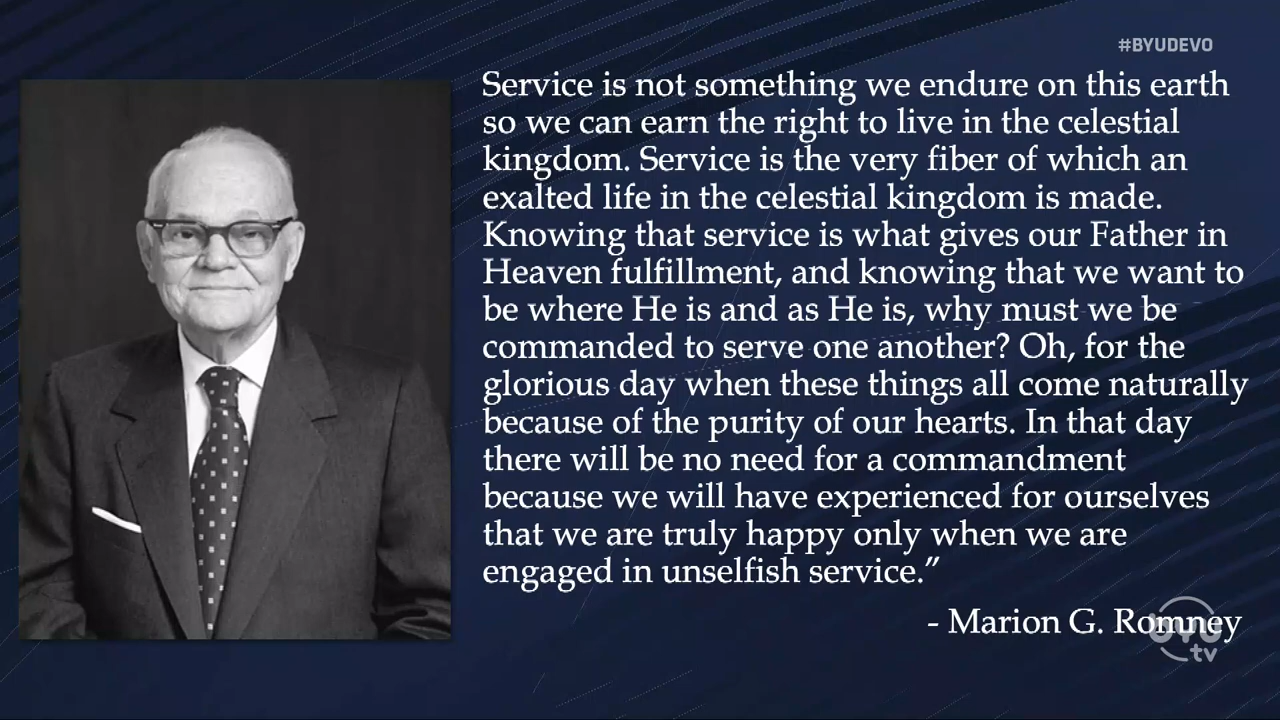 #BYUDEVO
Service is not something we endure on this earth
so we can earn the right to live in the celestial
kingdom. Service is the very fiber of which an
exalted life in the celestial kingdom is made.
Knowing that service is what gives our Father in
Heaven fulfillment, and knowing that we want to
be where He is and as He is, why must we be
commanded to serve one another? Oh, for the
glorious day when these things all come naturally
because of the purity of our hearts. In that day
there will be no need for a commandment
because we will have experienced for ourselves
that we are truly happy only when we are
engaged in unselfish service.”
- Marion G. Romney
BYU
tv